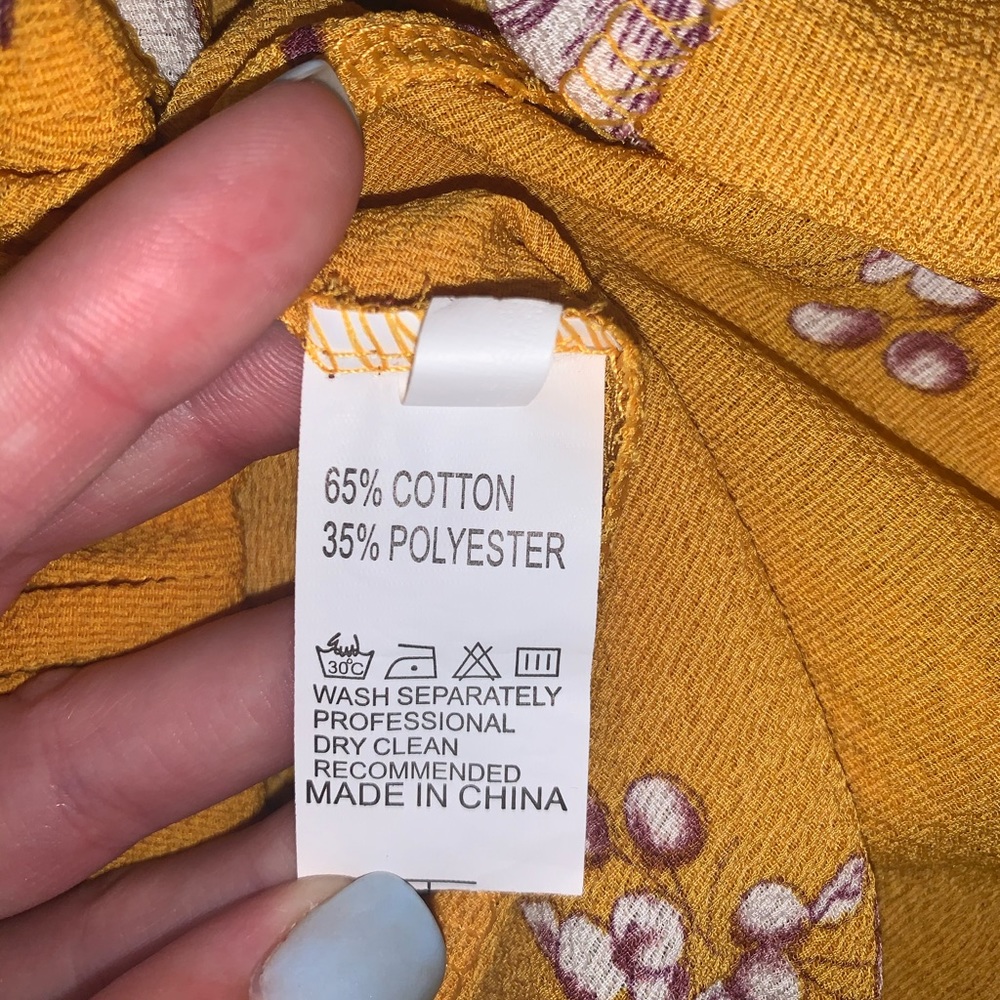 65% COTTON
35% POLYESTER
30°C
WASH SEPARATELY
PROFESSIONAL
DRY CLEAN
RECOMMENDED
MADE IN CHINA